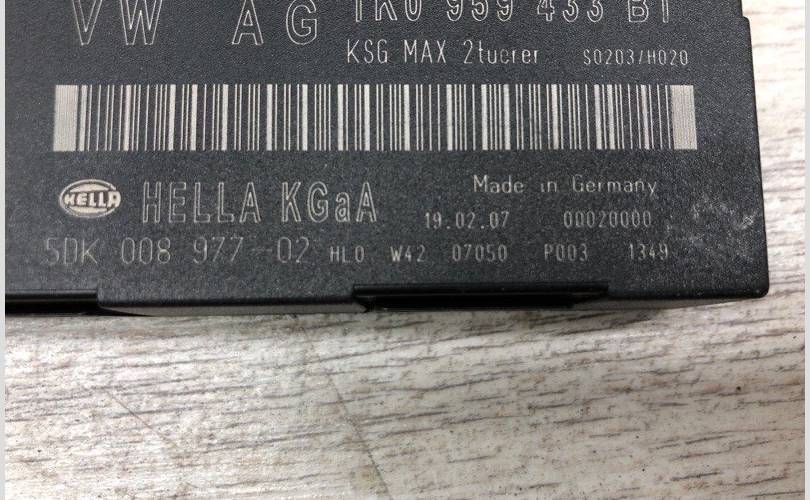 VW AG 1K0 959 433 BT
KSG MAX 2tuerer S0203/H020
HELLA HELLA KGaA Made in Germany
19.02.07 00020000
5DK 008 977-02 HL0 W42 07050 P003 1349